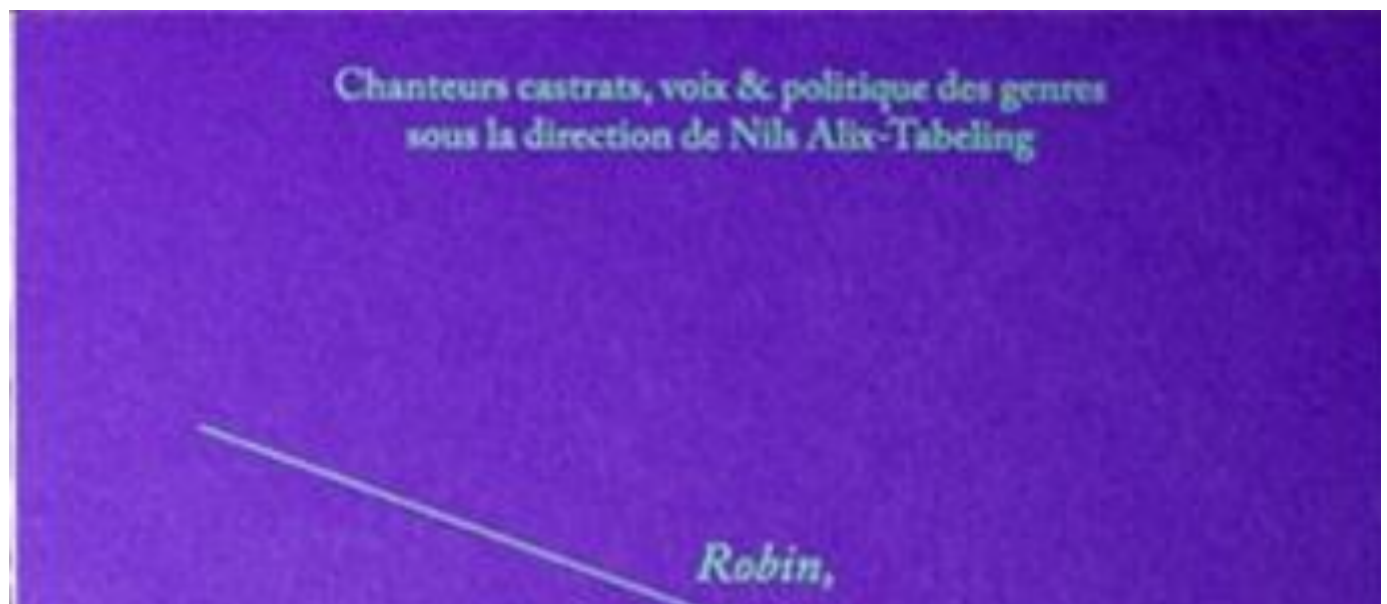 Chanteurs castrats, voix & politique des genres
sous la direction de Nils Alix-Tabeling
Robin,